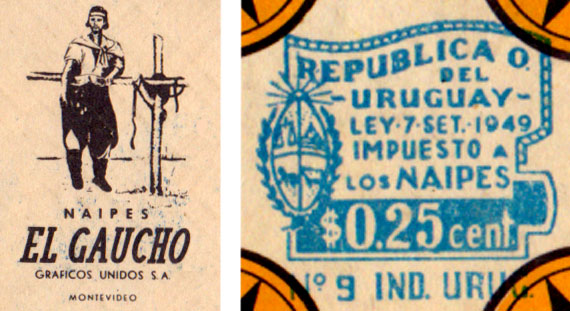 NAIPES
EL GAUCHO
GRAFICOS UNIDOS S.A.
MONTEVIDEO
REPUBLICA O.
DEL
-URUGUAY-
LEY·7·SET·1949
IMPUESTO A
LOS NAIPES
$0.25 cent.
Nº 9 IND.